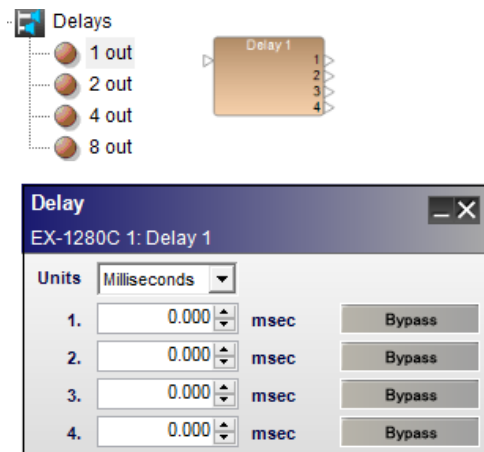 Delays
1 out
2 out
4 out
8 out
Delay 1
1
2
3
4
Delay
EX-1280C 1: Delay 1
Units Milliseconds
1. 0.000 msec Bypass
2. 0.000 msec Bypass
3. 0.000 msec Bypass
4. 0.000 msec Bypass